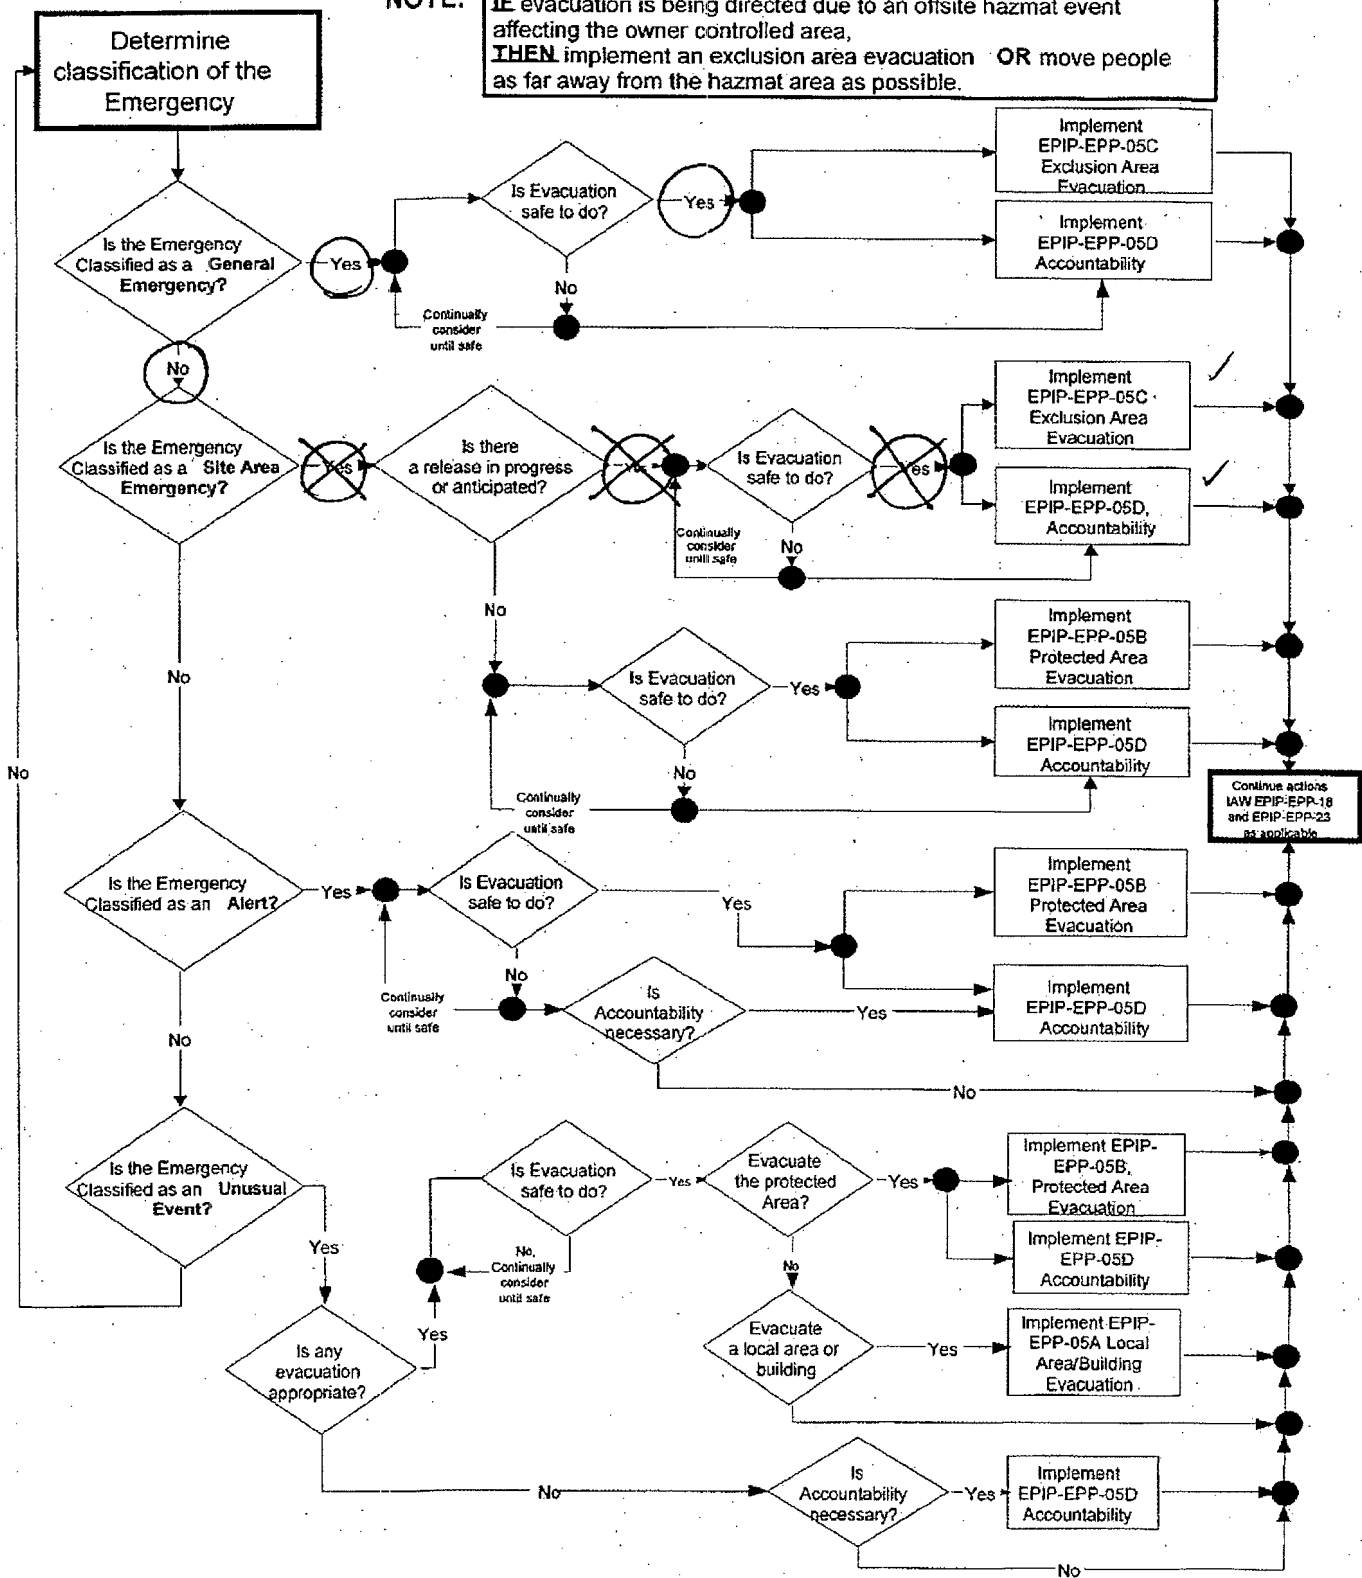 NOTE:
IF evacuation is being directed due to an offsite hazmat event
affecting the owner controlled area,
THEN implement an exclusion area evacuation OR move people
as far away from the hazmat area as possible.
Determine
classification of the
Emergency
Is the Emergency
Classified as a General
Emergency?
Yes
Is Evacuation
safe to do?
Yes
No
Continually
consider
until safe
Implement
EPIP-EPP-05C
Exclusion Area
Evacuation
Implement
EPIP-EPP-05D
Accountability
No
Is the Emergency
Classified as a Site Area
Emergency?
Yes
Is there
a release in progress
or anticipated?
Yes
Is Evacuation
safe to do?
Yes
No
Continually
consider
until safe
Implement
EPIP-EPP-05C
Exclusion Area
Evacuation
Implement
EPIP-EPP-05D,
Accountability
No
Is Evacuation
safe to do?
Yes
No
Continually
consider
until safe
Implement
EPIP-EPP-05B
Protected Area
Evacuation
Implement
EPIP-EPP-05D
Accountability
No
No
Continue actions
IAW EPIP-EPP-18
and EPIP-EPP-23
as applicable
Is the Emergency
Classified as an Alert?
Yes
Is Evacuation
safe to do?
Yes
No
Continually
consider
until safe
Is
Accountability
necessary?
Yes
No
Implement
EPIP-EPP-05B
Protected Area
Evacuation
Implement
EPIP-EPP-05D
Accountability
No
Is the Emergency
Classified as an Unusual
Event?
Yes
Is any
evacuation
appropriate?
Yes
Is Evacuation
safe to do?
No,
Continually
consider
until safe
Yes
Evacuate
the protected
Area?
Yes
No
Implement EPIP-
EPP-05B,
Protected Area
Evacuation
Implement EPIP-
EPP-05D
Accountability
Evacuate
a local area or
building
Yes
Implement EPIP-
EPP-05A Local
Area/Building
Evacuation
No
Is
Accountability
necessary?
Yes
Implement
EPIP-EPP-05D
Accountability
No